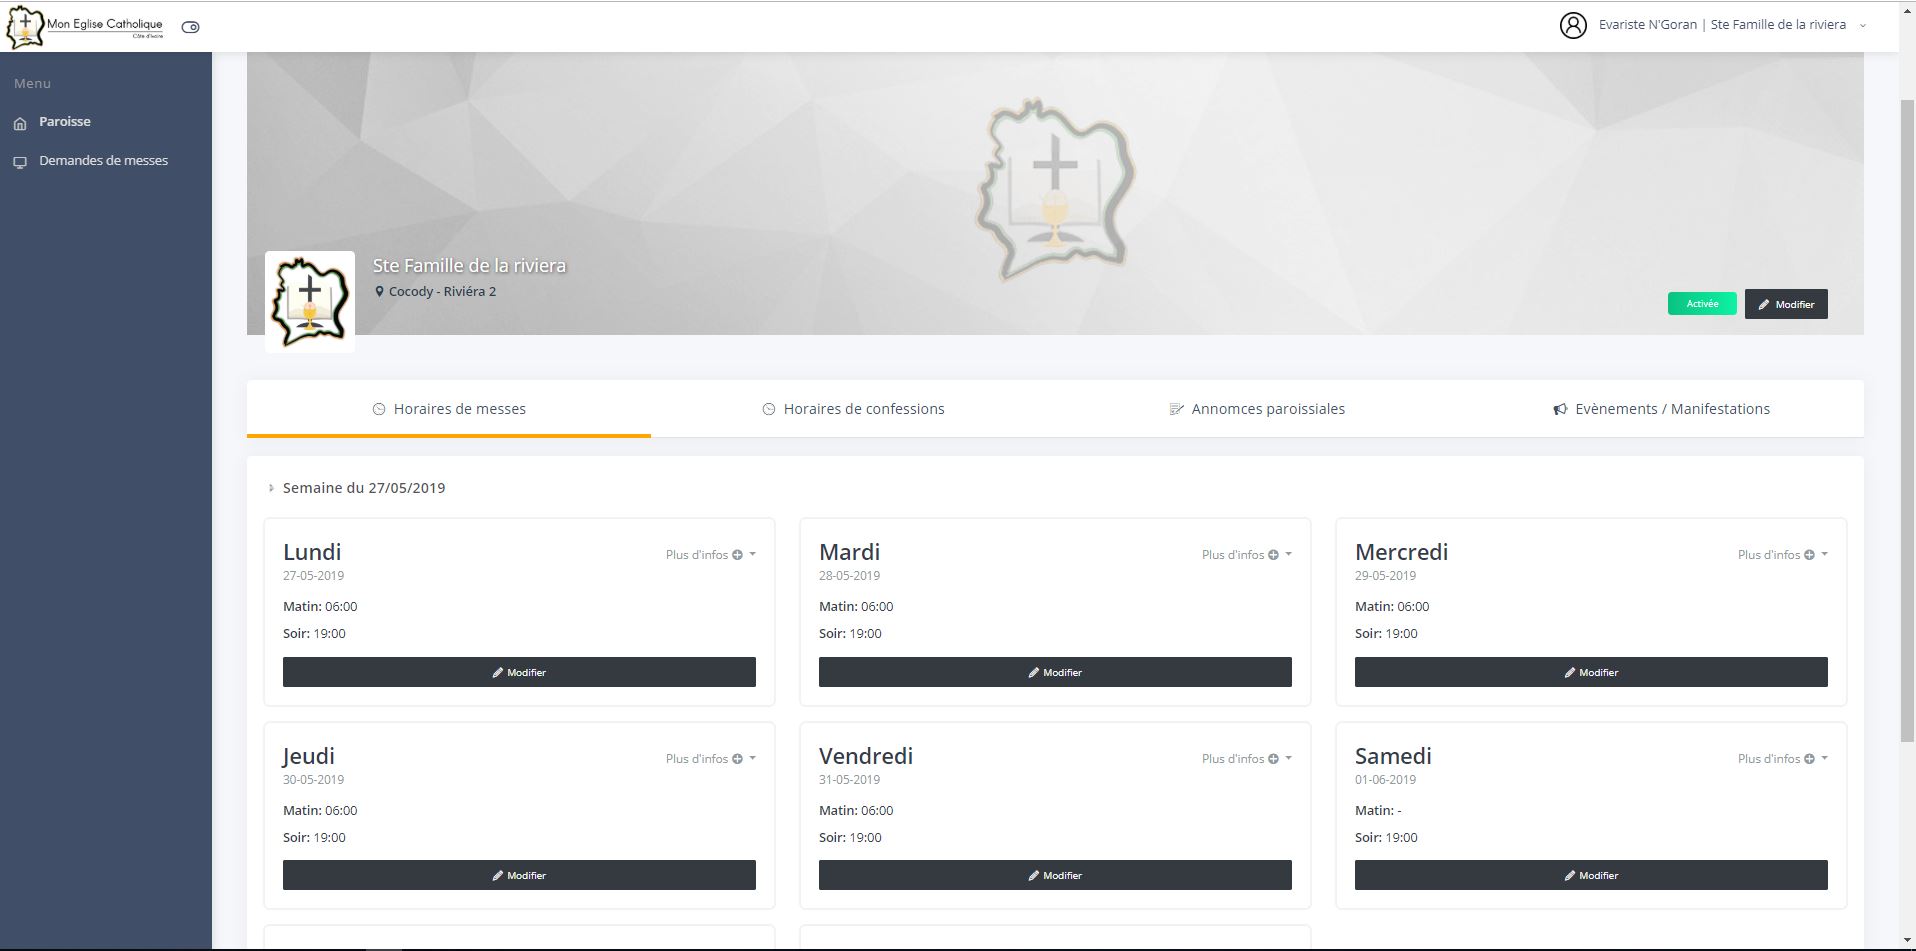 Mon Eglise Catholique
Côte d'Ivoire
Evariste N'Goran | Ste Famille de la riviera
Menu
Paroisse
Demandes de messes
Ste Famille de la riviera
Cocody - Riviéra 2
Activée
Modifier
Horaires de messes
Horaires de confessions
Annomces paroissiales
Evènements / Manifestations
Semaine du 27/05/2019
Lundi
Plus d'infos
27-05-2019
Matin: 06:00
Soir: 19:00
Modifier
Mardi
Plus d'infos
28-05-2019
Matin: 06:00
Soir: 19:00
Modifier
Mercredi
Plus d'infos
29-05-2019
Matin: 06:00
Soir: 19:00
Modifier
Jeudi
Plus d'infos
30-05-2019
Matin: 06:00
Soir: 19:00
Modifier
Vendredi
Plus d'infos
31-05-2019
Matin: 06:00
Soir: 19:00
Modifier
Samedi
Plus d'infos
01-06-2019
Matin: -
Soir: 19:00
Modifier